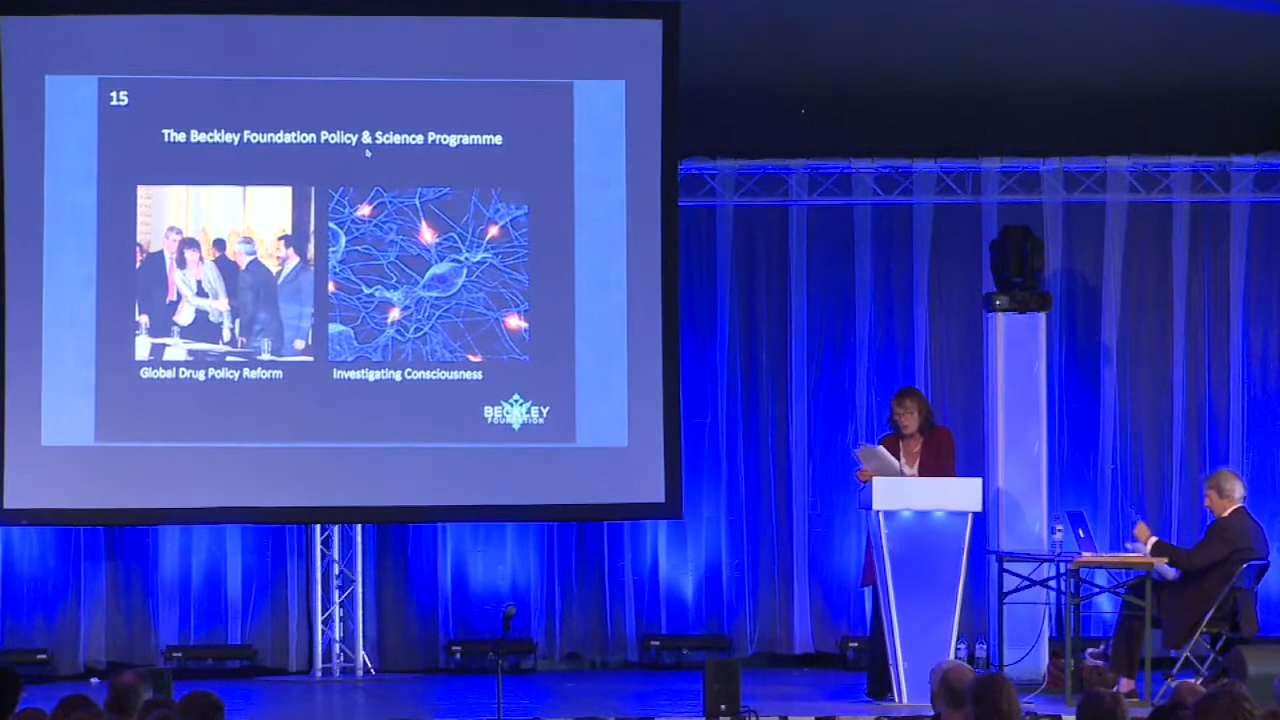 15
The Beckley Foundation Policy & Science Programme
Global Drug Policy Reform
Investigating Consciousness
BECKLEY
FOUNDATION